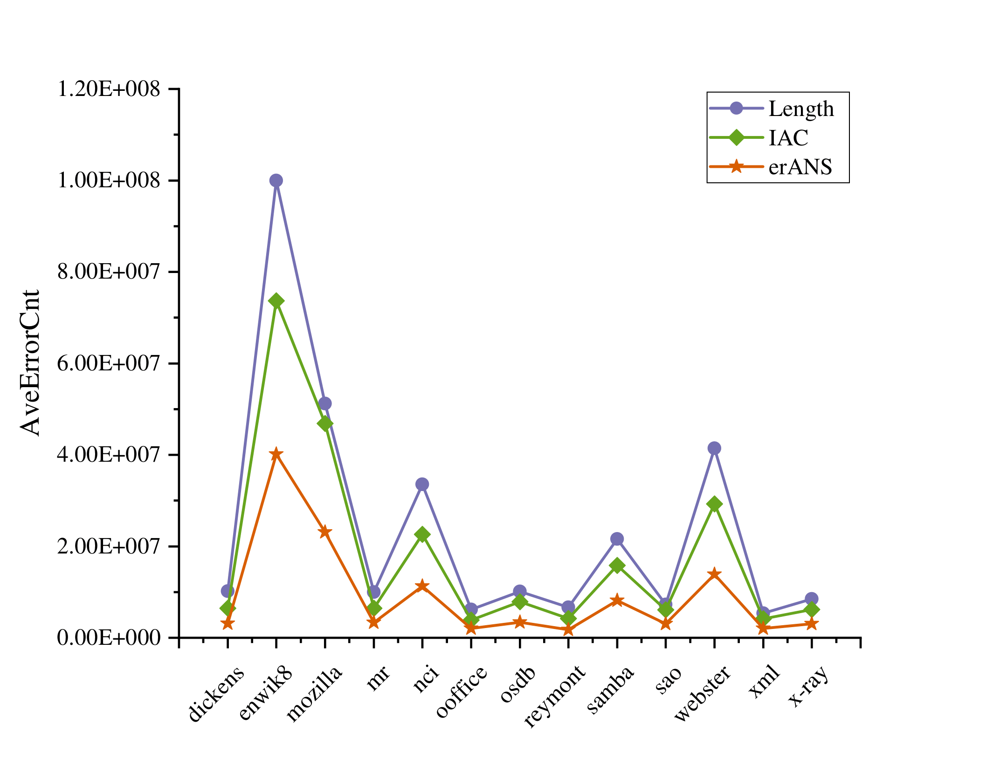 1.20E+008
1.00E+008
8.00E+007
6.00E+007
4.00E+007
2.00E+007
0.00E+000
AveErrorCnt
Length
IAC
erANS
dickens
enwik8
mozilla
mr
nci
ooffice
osdb
reymont
samba
sao
webster
xml
x-ray